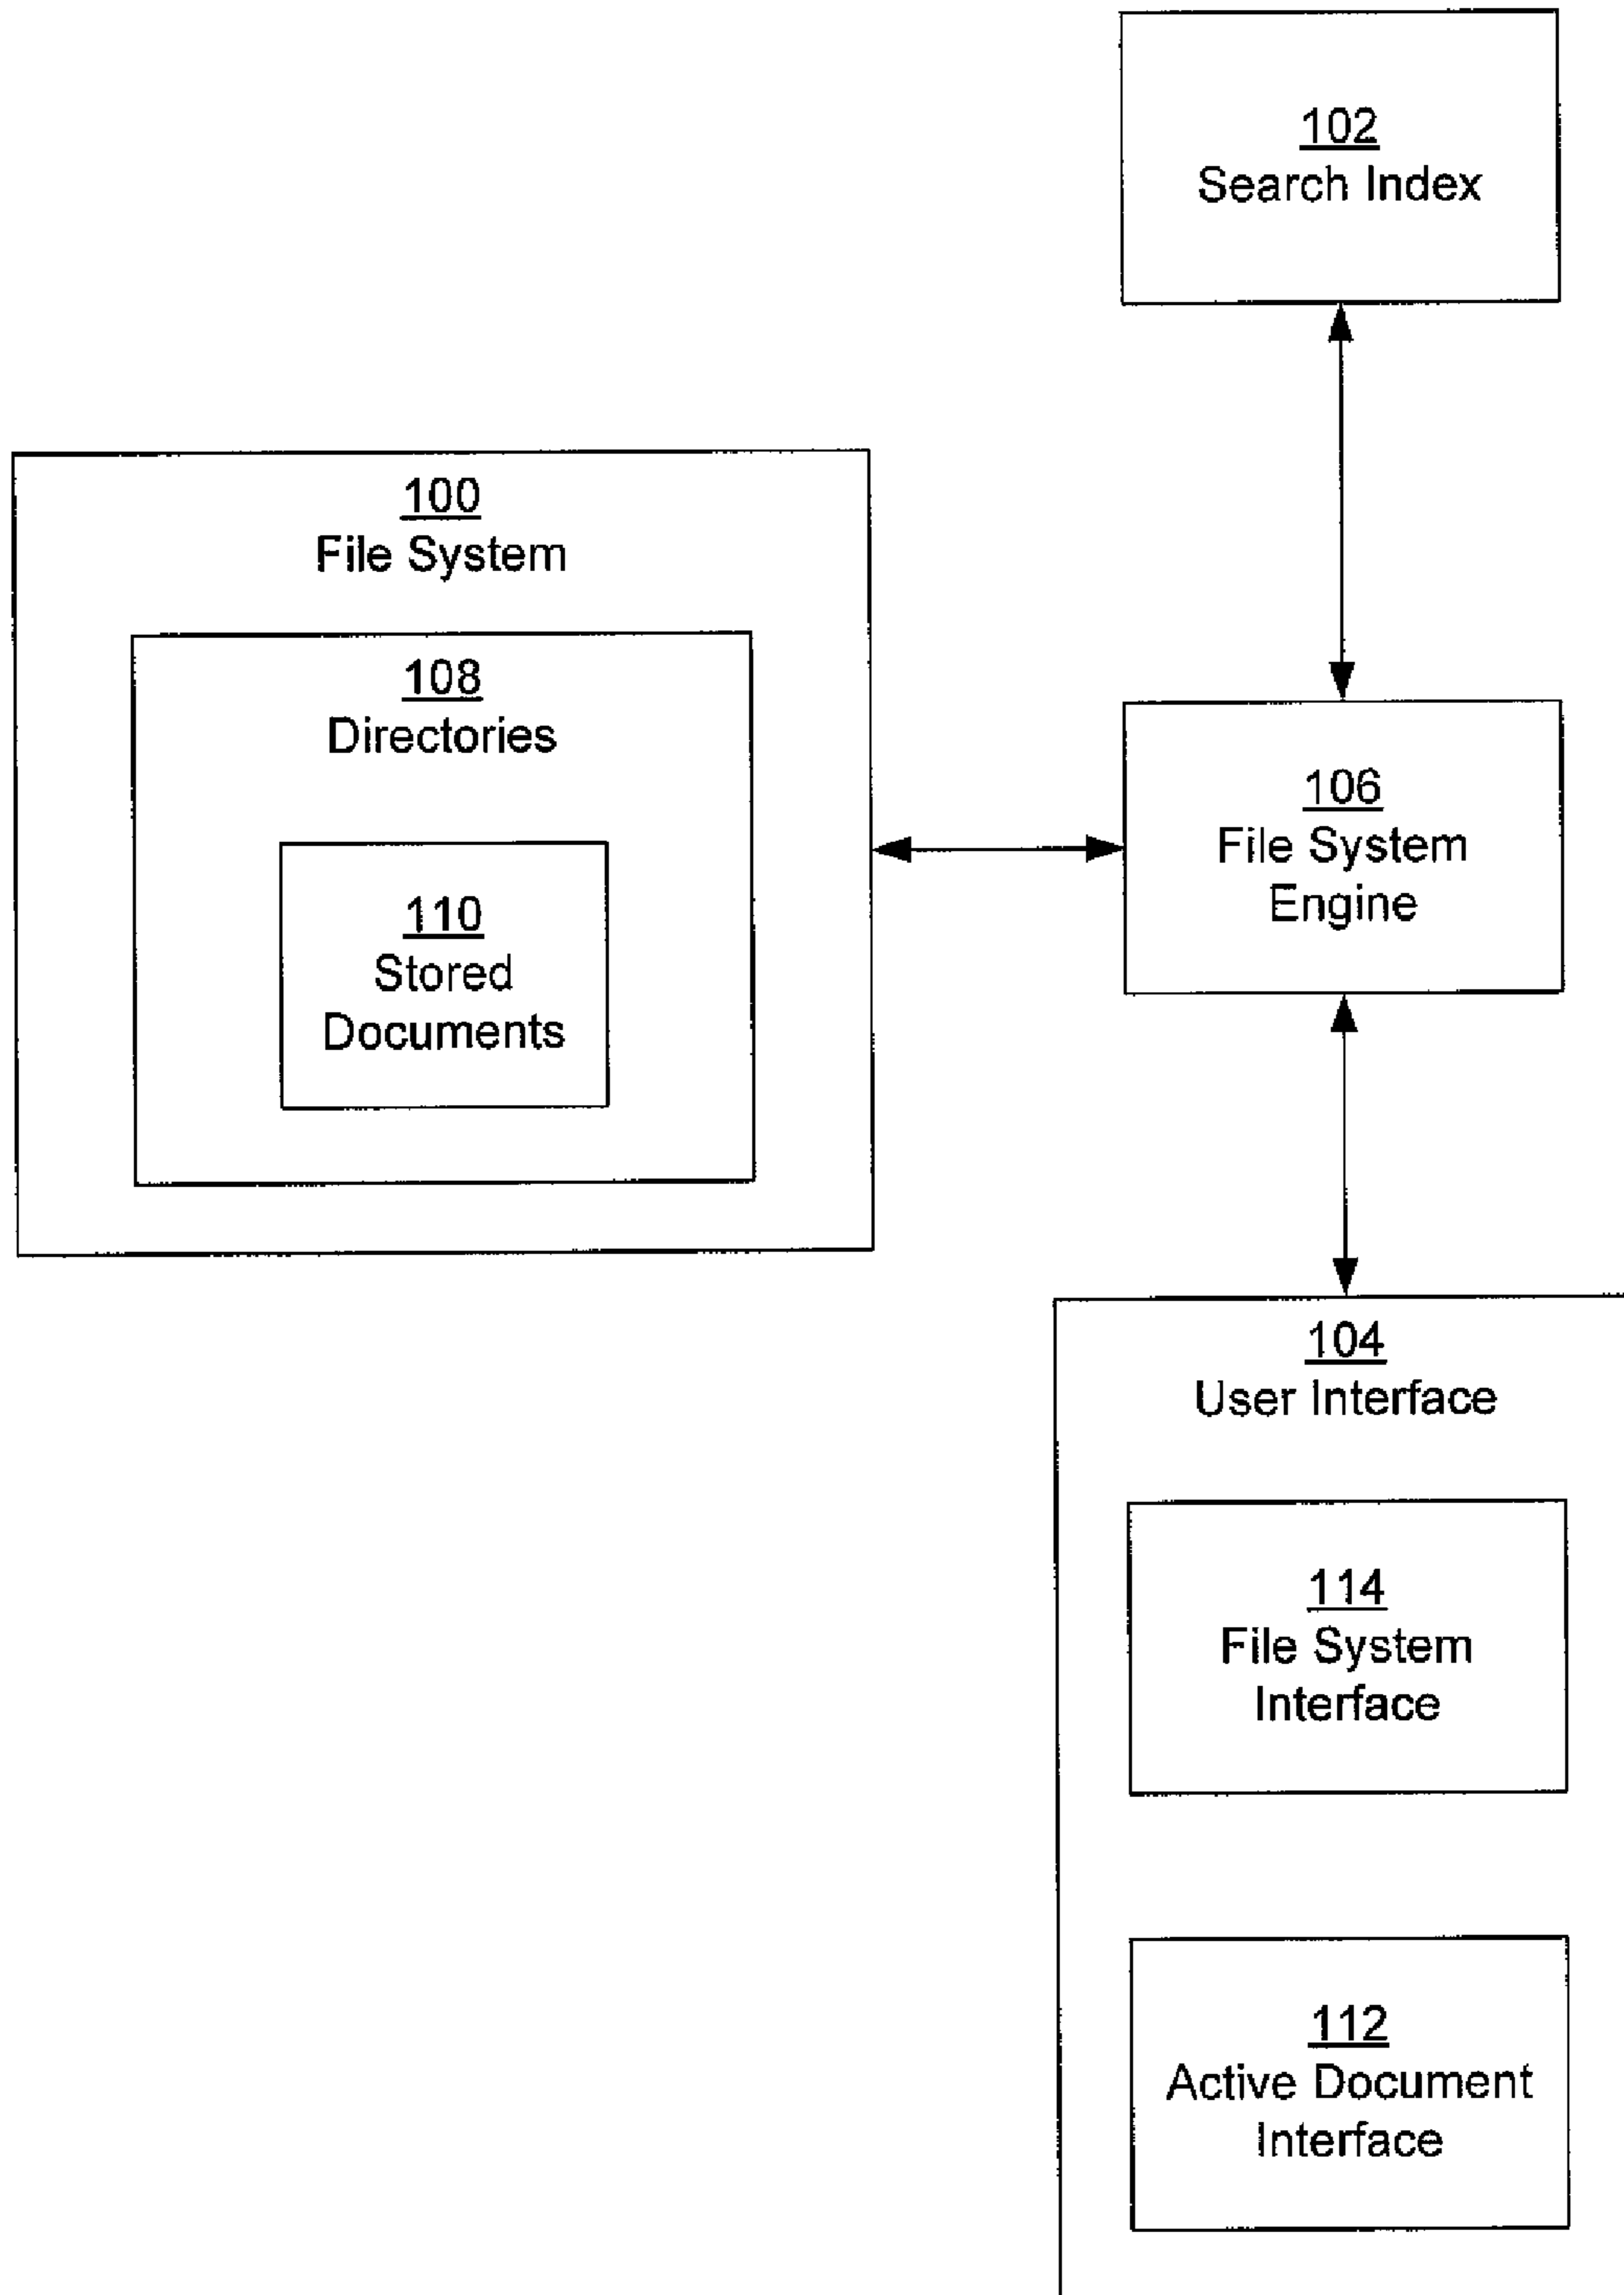 102
Search Index
100
File System
108
Directories
110
Stored
Documents
106
File System
Engine
104
User Interface
114
File System
Interface
112
Active Document
Interface